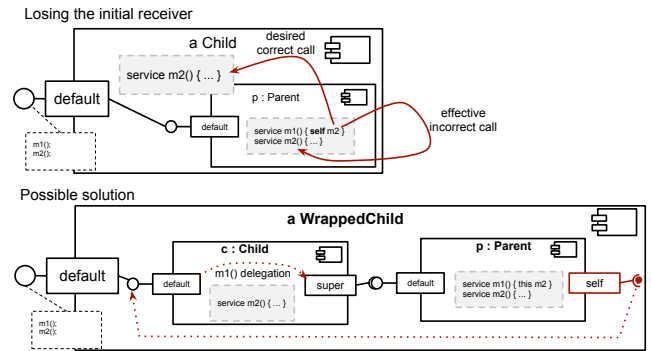 Losing the initial receiver
desired
correct call
a Child
service m2() { ... }
default
p : Parent
effective
incorrect call
default
service m1() { self m2 }
service m2() { ... }
m1();
m2();
Possible solution
a WrappedChild
c : Child
p : Parent
default
m1() delegation
default
super
default
service m1() { this m2 }
service m2() { ... }
self
service m2() { ... }
m1();
m2();